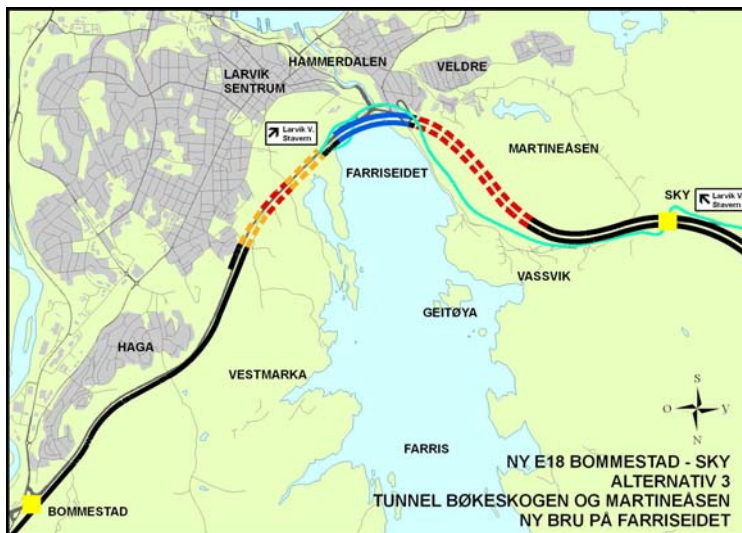 HAMMERDALEN
VELDRE
LARVIK
SENTRUM
Larvik V.
Stavern
MARTINEÅSEN
FARRISEIDET
SKY
Larvik V.
Stavern
VASSVIK
GEITØYA
HAGA
VESTMARKA
S
O
V
N
FARRIS
BOMMESTAD
NY E18 BOMMESTAD - SKY
ALTERNATIV 3
TUNNEL BØKESKOGEN OG MARTINEÅSEN
NY BRU PÅ FARRISEIDET